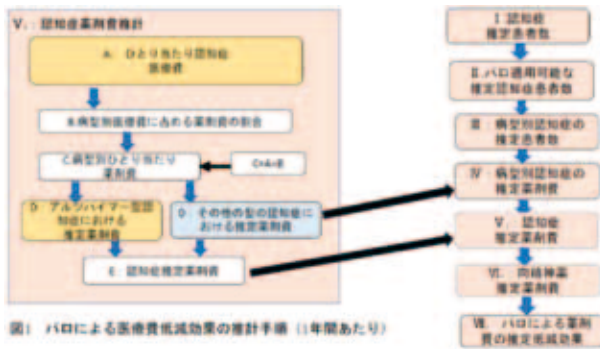 Ⅴ.:認知症薬剤費推計
A. ひとり当たり認知症
医療費
B.病型別医療費に占める薬剤費の割合
C.病型別ひとり当たり
薬剤費
C=A×B
D アルツハイマー型認
知症における
推定薬剤費
D その他の型の認知症に
おける推定薬剤費
E 認知症推定薬剤費
Ⅰ.認知症
推定患者数
Ⅱ.パロ適用可能な
推定認知症患者数
Ⅲ 病型別認知症の
推定患者数
Ⅳ 病型別認知症の
推定薬剤費
Ⅴ. 認知症
推定薬剤費
Ⅵ. 向精神薬
推定薬剤費
Ⅶ. パロによる薬剤
費の推定低減効果
図1 パロによる医療費低減効果の推計手順(1年間あたり)